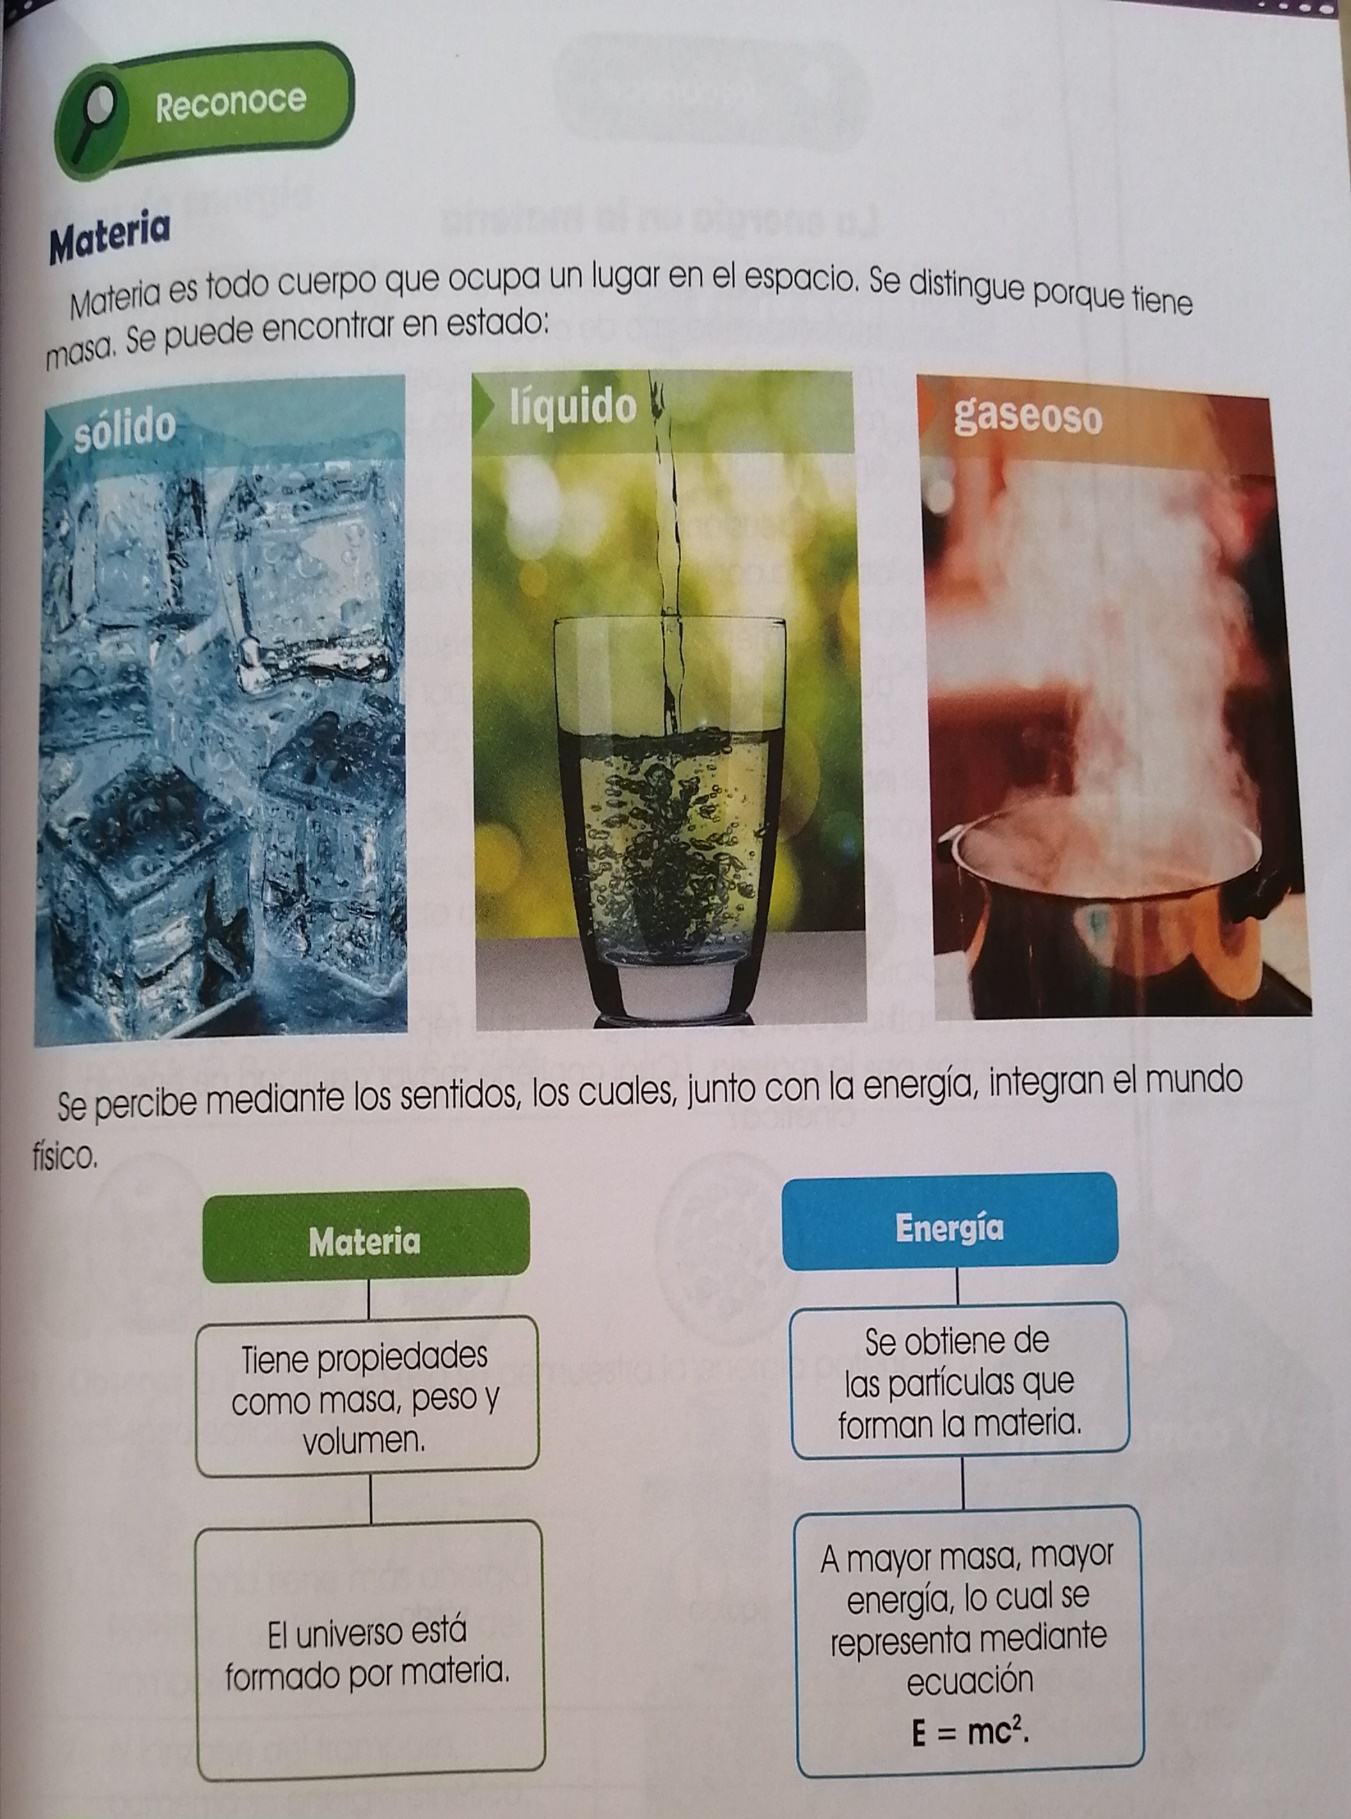 Reconoce
Materia
Materia es todo cuerpo que ocupa un lugar en el espacio. Se distingue porque tiene
masa. Se puede encontrar en estado:
sólido
líquido
gaseoso
Se percibe mediante los sentidos, los cuales, junto con la energía, integran el mundo
físico.
Materia
Tiene propiedades
como masa, peso y
volumen.
El universo está
formado por materia.
Energía
Se obtiene de
las partículas que
forman la materia.
A mayor masa, mayor
energía, lo cual se
representa mediante
ecuación
E = mc².